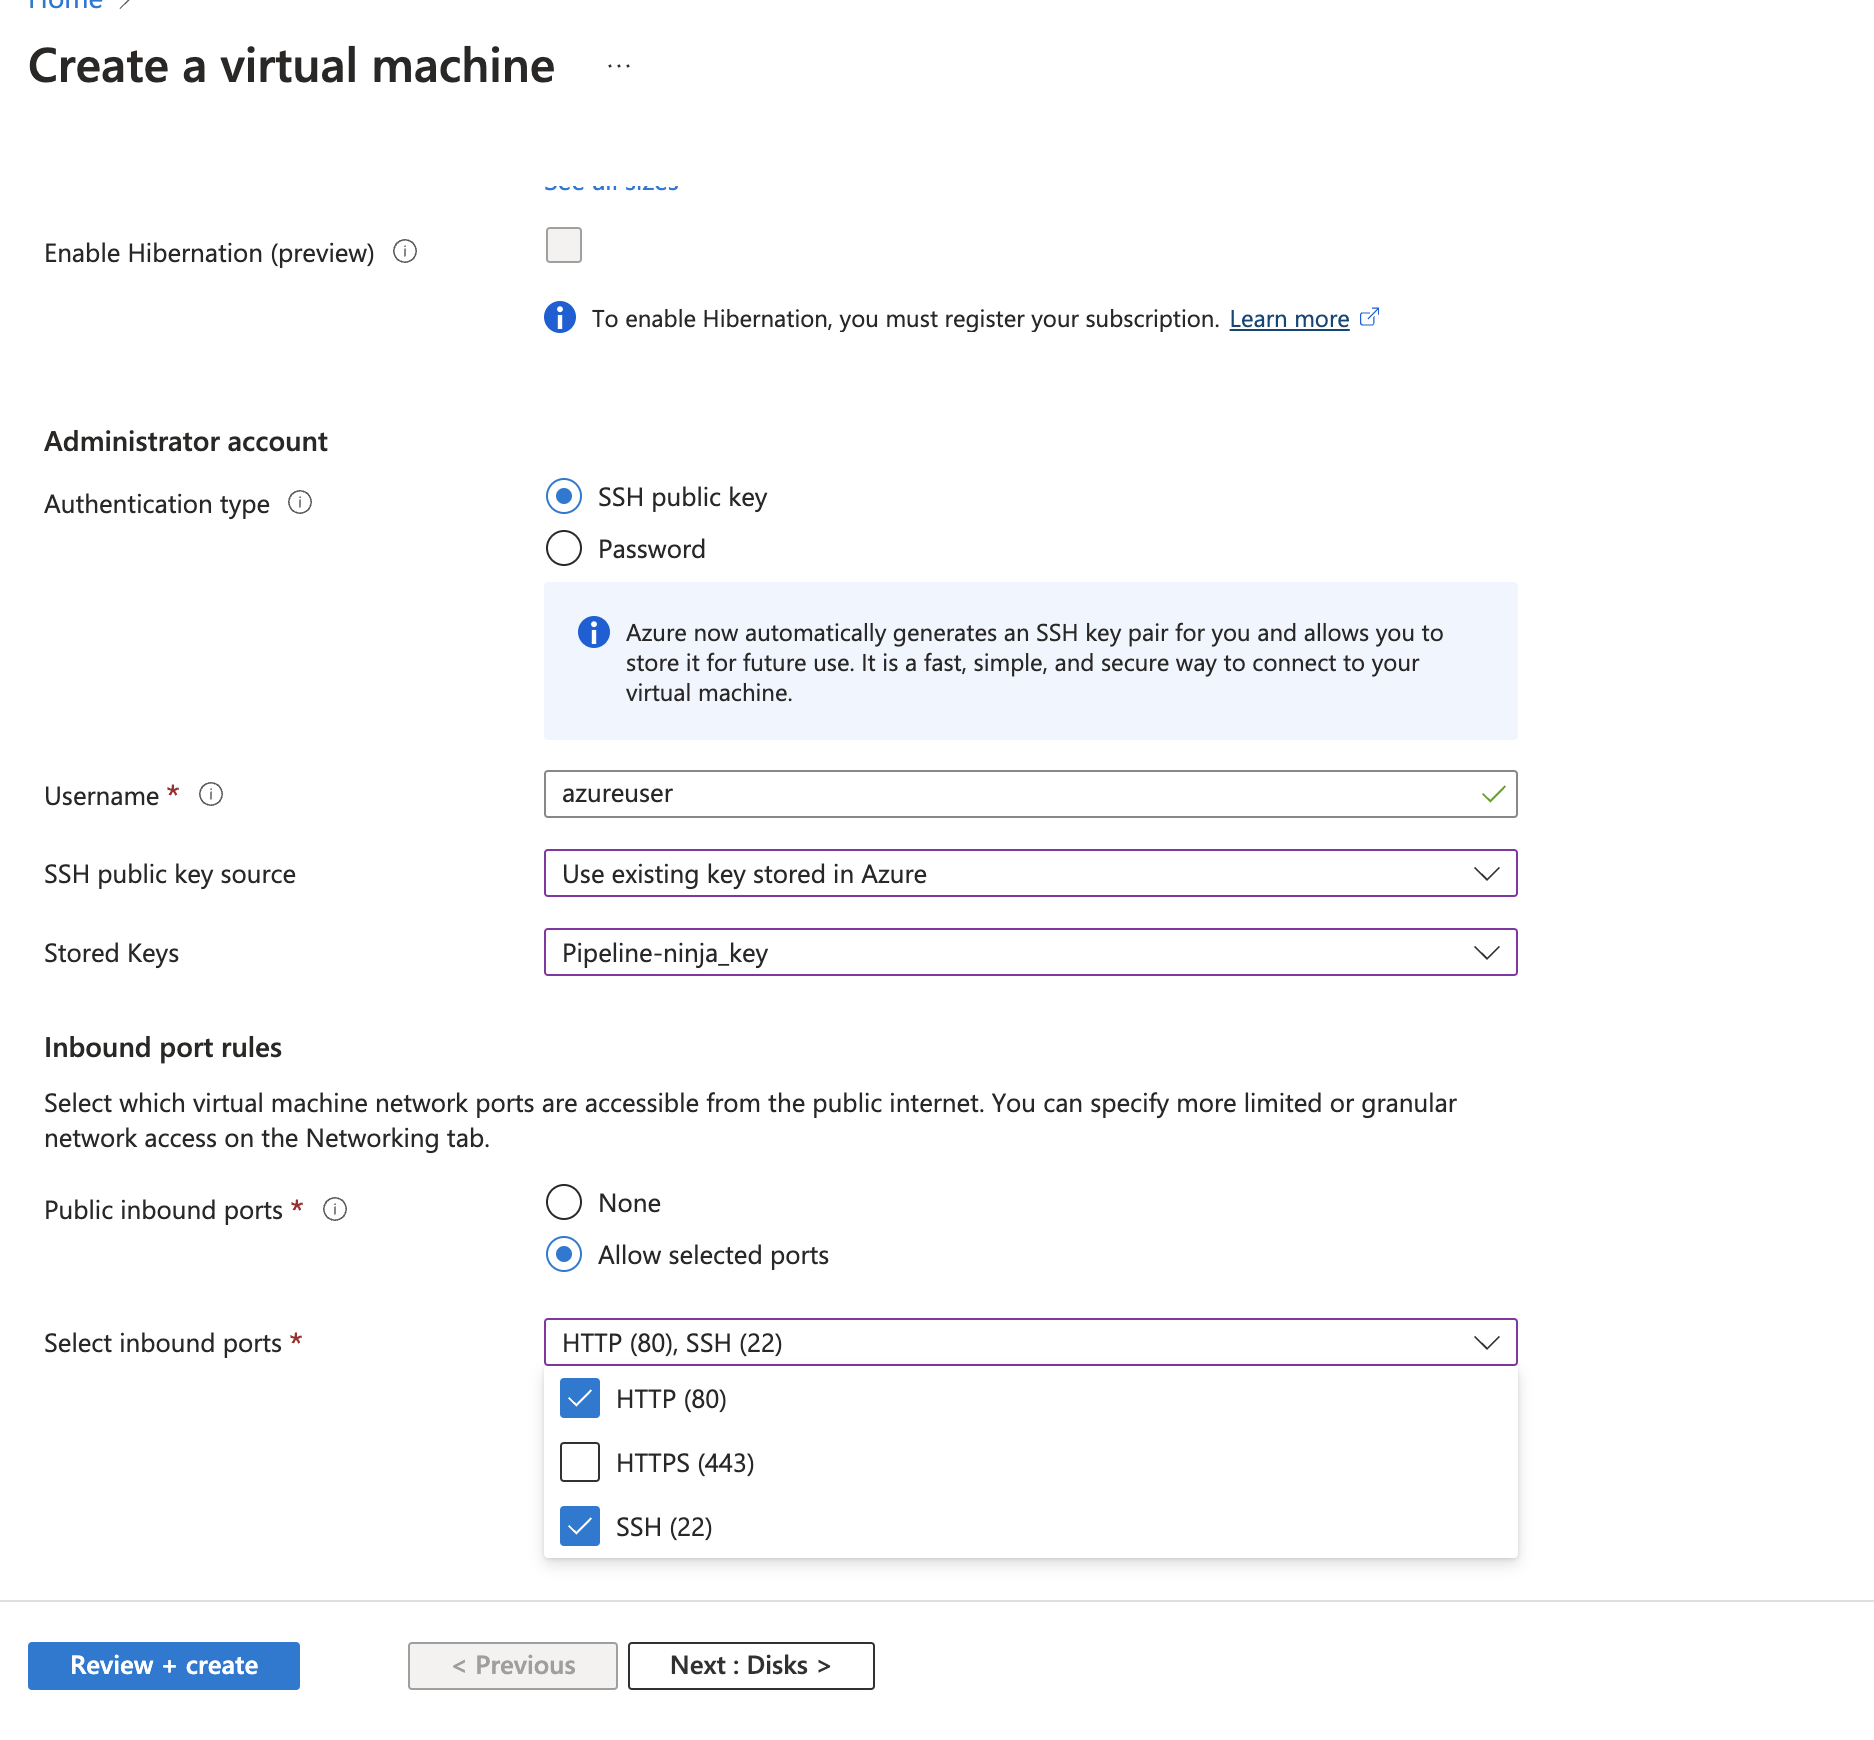 Home >
Create a virtual machine ...
See all sizes
Enable Hibernation (preview)
To enable Hibernation, you must register your subscription. Learn more
Administrator account
Authentication type
SSH public key
Password
Azure now automatically generates an SSH key pair for you and allows you to
store it for future use. It is a fast, simple, and secure way to connect to your
virtual machine.
Username *
azureuser
SSH public key source
Use existing key stored in Azure
Stored Keys
Pipeline-ninja_key
Inbound port rules
Select which virtual machine network ports are accessible from the public internet. You can specify more limited or granular
network access on the Networking tab.
Public inbound ports *
None
Allow selected ports
Select inbound ports *
HTTP (80), SSH (22)
HTTP (80)
HTTPS (443)
SSH (22)
Review + create
< Previous
Next : Disks >